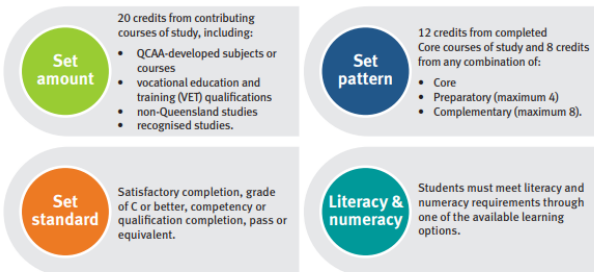 Set
amount
20 credits from contributing
courses of study, including:
• QCAA-developed subjects or
courses
• vocational education and
training (VET) qualifications
• non-Queensland studies
• recognised studies.
Set
pattern
12 credits from completed
Core courses of study and 8 credits
from any combination of:
• Core
• Preparatory (maximum 4)
• Complementary (maximum 8).
Set
standard
Satisfactory completion, grade
of C or better, competency or
qualification completion, pass or
equivalent.
Literacy &
numeracy
Students must meet literacy and
numeracy requirements through
one of the available learning
options.